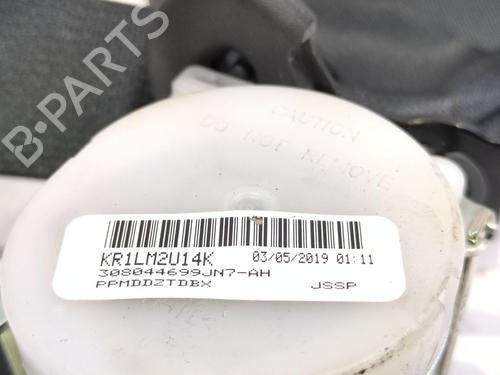 B-PARTS
CAUTION
DO NOT REMOVE
KR1LM2U14K 03/05/2019 01:11
308044699JN7-AH
PPMDDZTDBX JSSP